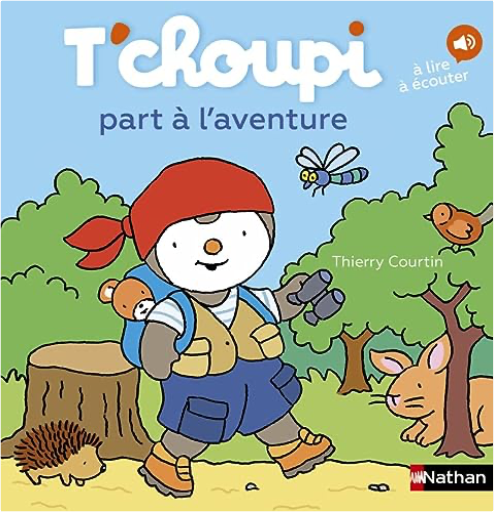 T'choupi
à lire
à écouter
part à l'aventure
Thierry Courtin
Nathan